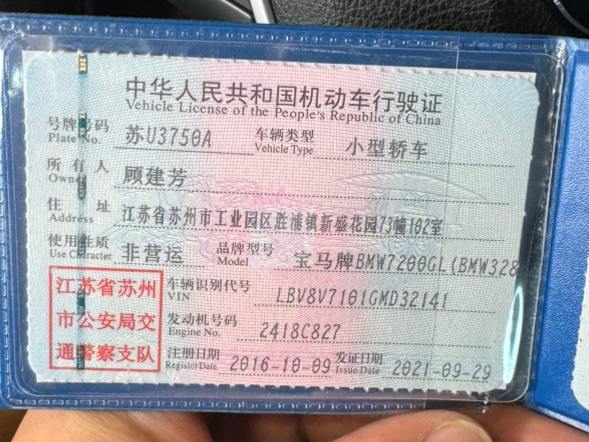 中华人民共和国机动车行驶证
Vehicle License of the People's Republic of China
号牌号码 苏U3750A 车辆类型 小型轿车
Plate No. Vehicle Type
所有人 顾建芳
Owner
住址 江苏省苏州市工业园区胜浦镇新盛花园73幢102室
Address
使用性质 非营运 品牌型号 宝马牌BMW7200GL(BMW328
Use Character Model
江苏省苏州
市公安局交
通警察支队
车辆识别代号 LBV8V7101GMD32141
VIN
发动机号码 2418C827
Engine No.
注册日期 2016-10-09 发证日期 2021-09-29
Register Date Issue Date